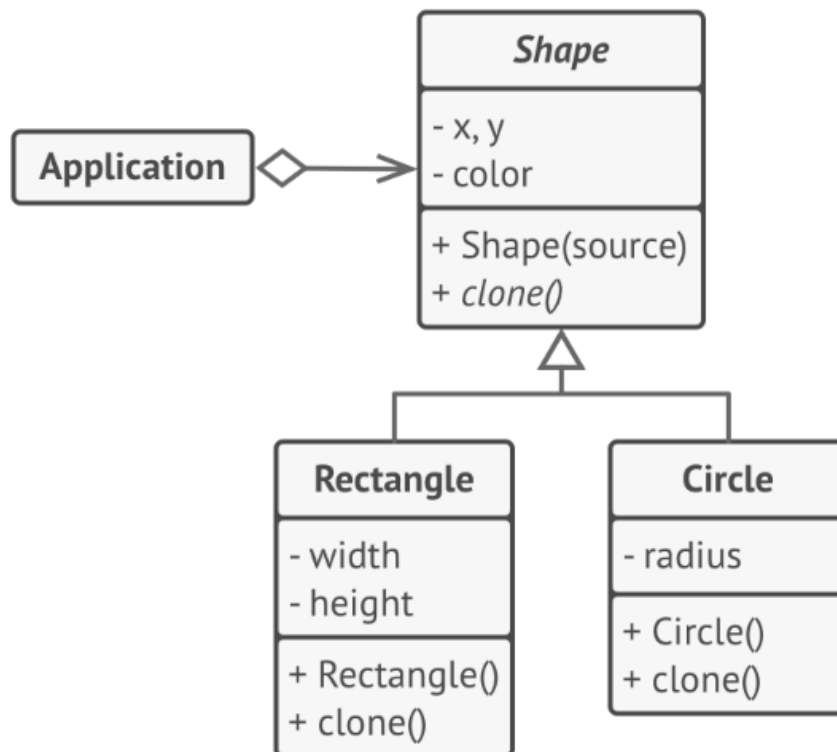 Shape
- x, y
- color
+ Shape(source)
+ clone()
Application
Rectangle
- width
- height
+ Rectangle()
+ clone()
Circle
- radius
+ Circle()
+ clone()